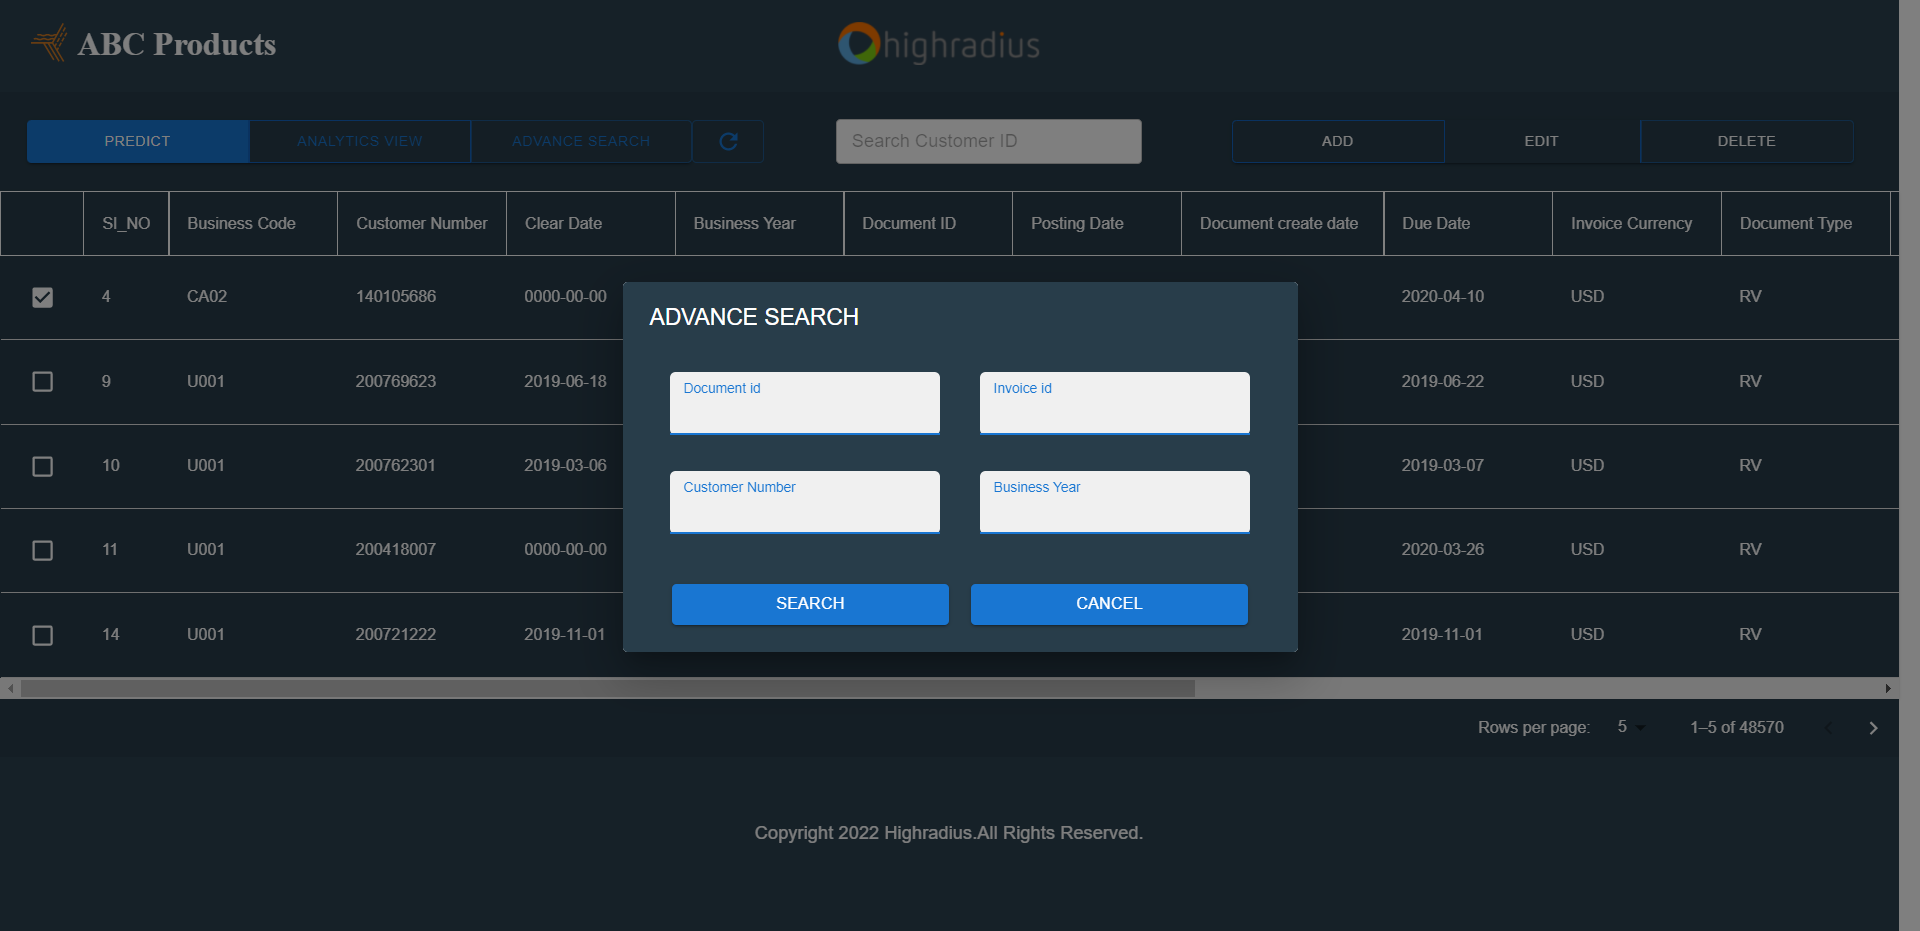 ABC Products
highradius
PREDICT
ANALYTICS VIEW
ADVANCE SEARCH
Search Customer ID
ADD
EDIT
DELETE
SI_NO Business Code Customer Number Clear Date Business Year Document ID Posting Date Document create date Due Date Invoice Currency Document Type
4 CA02 140105686 0000-00-00 2020-04-10 USD RV
9 U001 200769623 2019-06-18 2019-06-22 USD RV
10 U001 200762301 2019-03-06 2019-03-07 USD RV
11 U001 200418007 0000-00-00 2020-03-26 USD RV
14 U001 200721222 2019-11-01 2019-11-01 USD RV
ADVANCE SEARCH
Document id
Invoice id
Customer Number
Business Year
SEARCH
CANCEL
Rows per page: 5 1–5 of 48570
Copyright 2022 Highradius.All Rights Reserved.